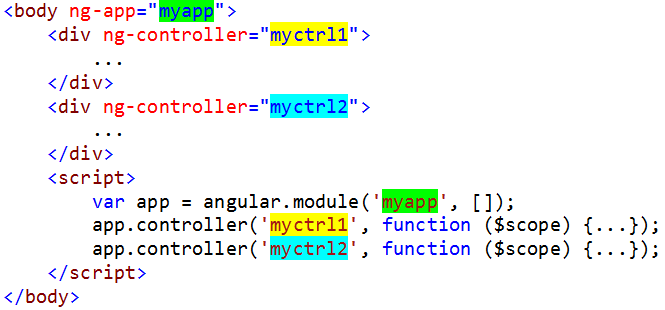 <body ng-app="myapp">
<div ng-controller="myctrl1">
...
</div>
<div ng-controller="myctrl2">
...
</div>
<script>
var app = angular.module('myapp', []);
app.controller('myctrl1', function ($scope) {...});
app.controller('myctrl2', function ($scope) {...});
</script>
</body>